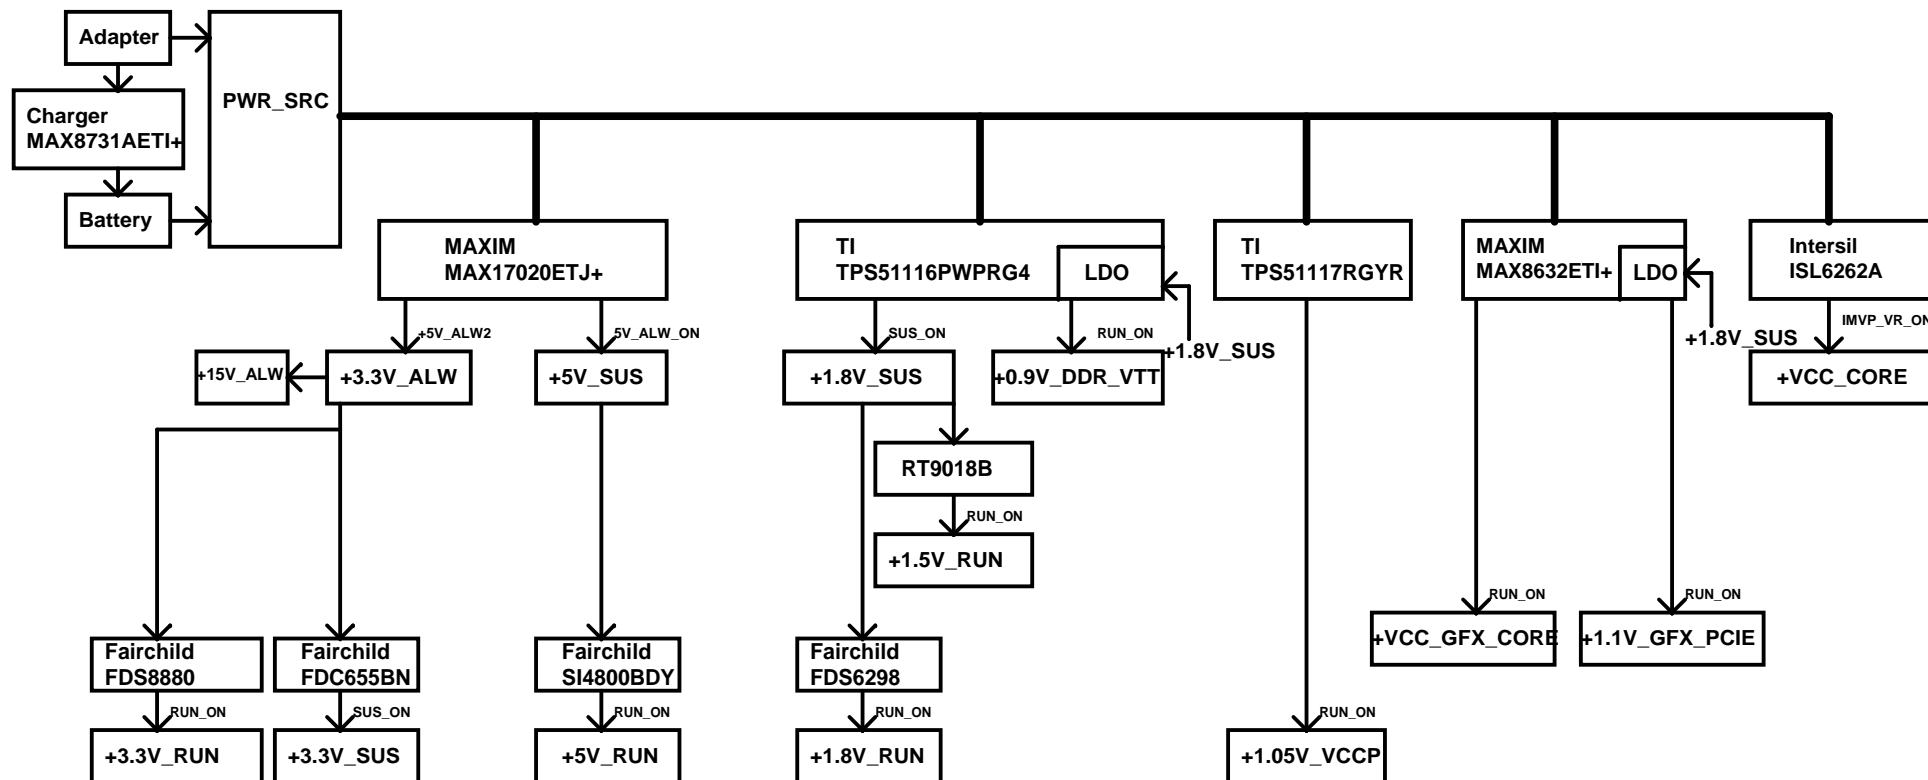 Adapter
PWR_SRC
Charger
MAX8731AETI+
Battery
MAXIM
MAX17020ETJ+
TI
TPS51116PWPRG4
LDO
TI
TPS51117RGYR
MAXIM
MAX8632ETI+
LDO
Intersil
ISL6262A
+5V_ALW2
5V_ALW_ON
SUS_ON
RUN_ON
+1.8V_SUS
+1.8V_SUS
IMVP_VR_ON
+15V_ALW
+3.3V_ALW
+5V_SUS
+1.8V_SUS
+0.9V_DDR_VTT
+VCC_CORE
RT9018B
RUN_ON
+1.5V_RUN
RUN_ON
RUN_ON
+VCC_GFX_CORE
+1.1V_GFX_PCIE
Fairchild
FDS8880
Fairchild
FDC655BN
Fairchild
SI4800BDY
Fairchild
FDS6298
RUN_ON
SUS_ON
RUN_ON
RUN_ON
RUN_ON
+3.3V_RUN
+3.3V_SUS
+5V_RUN
+1.8V_RUN
+1.05V_VCCP